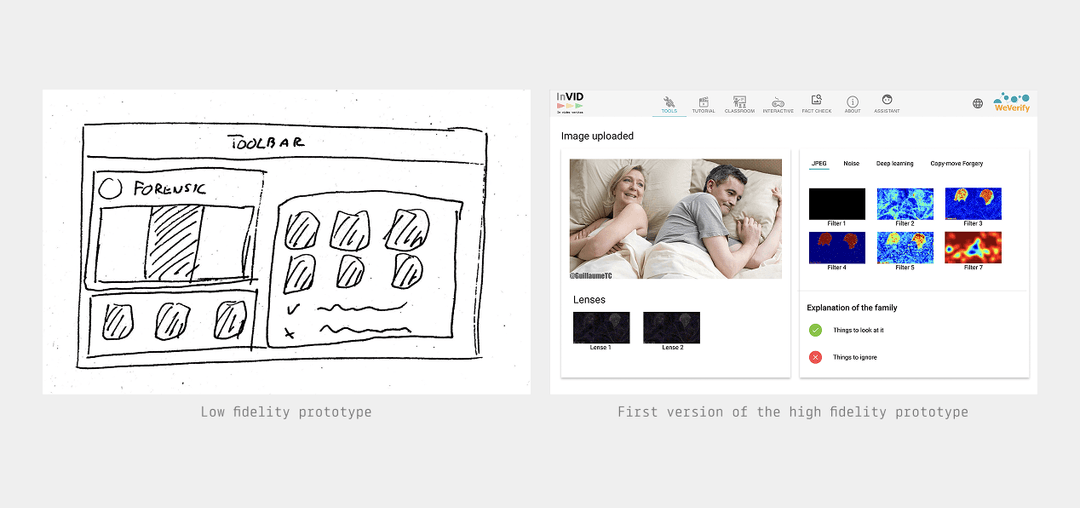 TOOLBAR
FORENSIC
Low fidelity prototype
InVID
TOOLS
TUTORIAL
CLASSROOM
INTERACTIVE
FACT CHECK
ABOUT
ASSISTANT
WeVerify
Image uploaded
@GuillaumeTC
Lenses
Lense 1
Lense 2
JPEG
Noise
Deep learning
Copy-move Forgery
Filter 1
Filter 2
Filter 3
Filter 4
Filter 5
Filter 7
Explanation of the family
Things to look at it
Things to ignore
First version of the high fidelity prototype